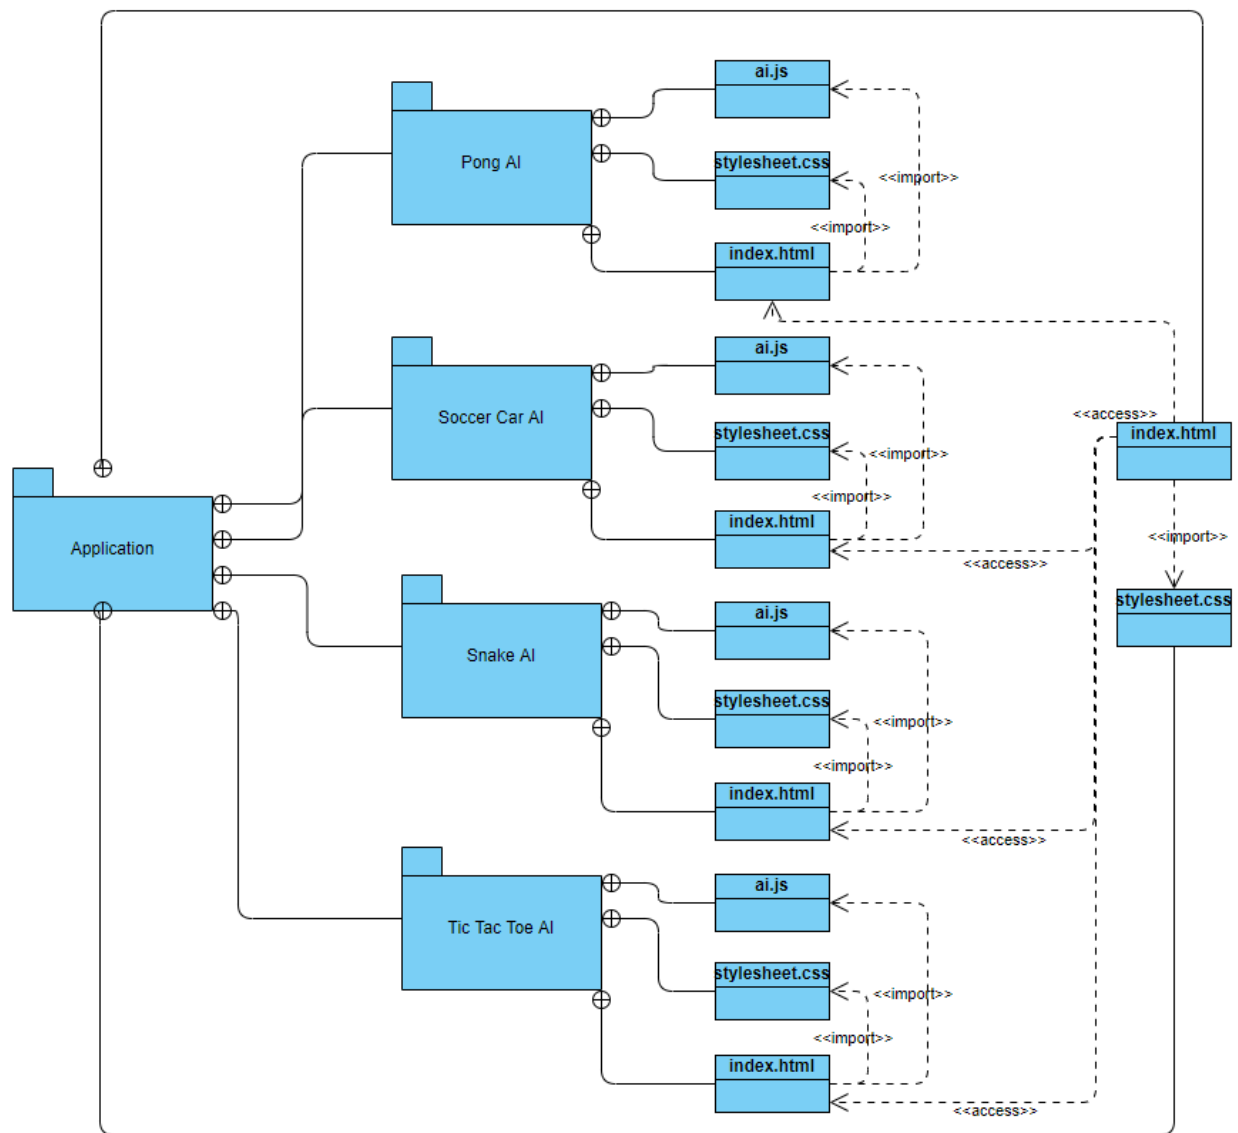 ai.js
Pong AI
stylesheet.css
<<import>>
<<import>>
index.html
ai.js
Soccer Car AI
<<access>>
stylesheet.css
index.html
<<import>>
<<import>>
index.html
<<import>>
Application
<<access>>
stylesheet.css
ai.js
Snake AI
stylesheet.css
<<import>>
<<import>>
index.html
<<access>>
ai.js
Tic Tac Toe AI
stylesheet.css
<<import>>
<<import>>
index.html
<<access>>